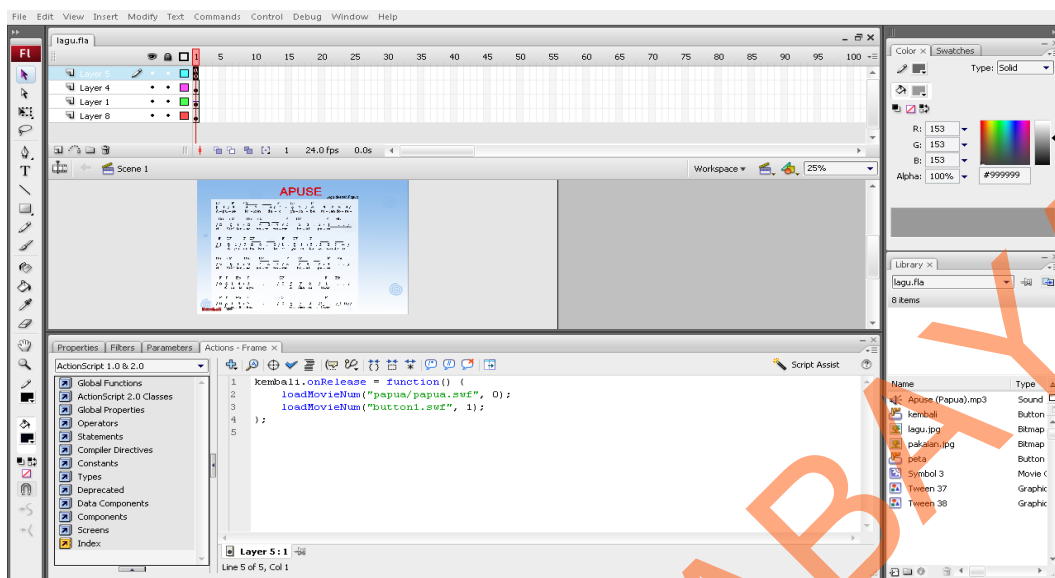 File Edit View Insert Modify Text Commands Control Debug Window Help
lagu.fla
1 5 10 15 20 25 30 35 40 45 50 55 60 65 70 75 80 85 90 95 100
Layer 5
Layer 4
Layer 1
Layer 8
1 24.0 fps 0.0s
Scene 1
Workspace
25%
APUSE
Properties Filters Parameters Actions - Frame
ActionScript 1.0 & 2.0
Script Assist
Global Functions
ActionScript 2.0 Classes
Global Properties
Operators
Statements
Compiler Directives
Constants
Types
Deprecated
Data Components
Components
Screens
Index
1 kembali.onRelease = function() {
2 loadMovieNum("papua/papua.swf", 0);
3 loadMovieNum("button1.swf", 1);
4 };
5
Layer 5 : 1
Line 5 of 5, Col 1
Fl
T
Color Swatches
Type: Solid
R: 153
G: 153
B: 153
Alpha: 100%
#999999
Library
lagu.fla
8 items
Name Type
Apuse (Papua).mp3 Sound
kembali Button
lagu.jpg Bitmap
pakaian.jpg Bitmap
peta Button
Symbol 3 Movie
Tween 37 Graphic
Tween 38 Graphic
ABAY